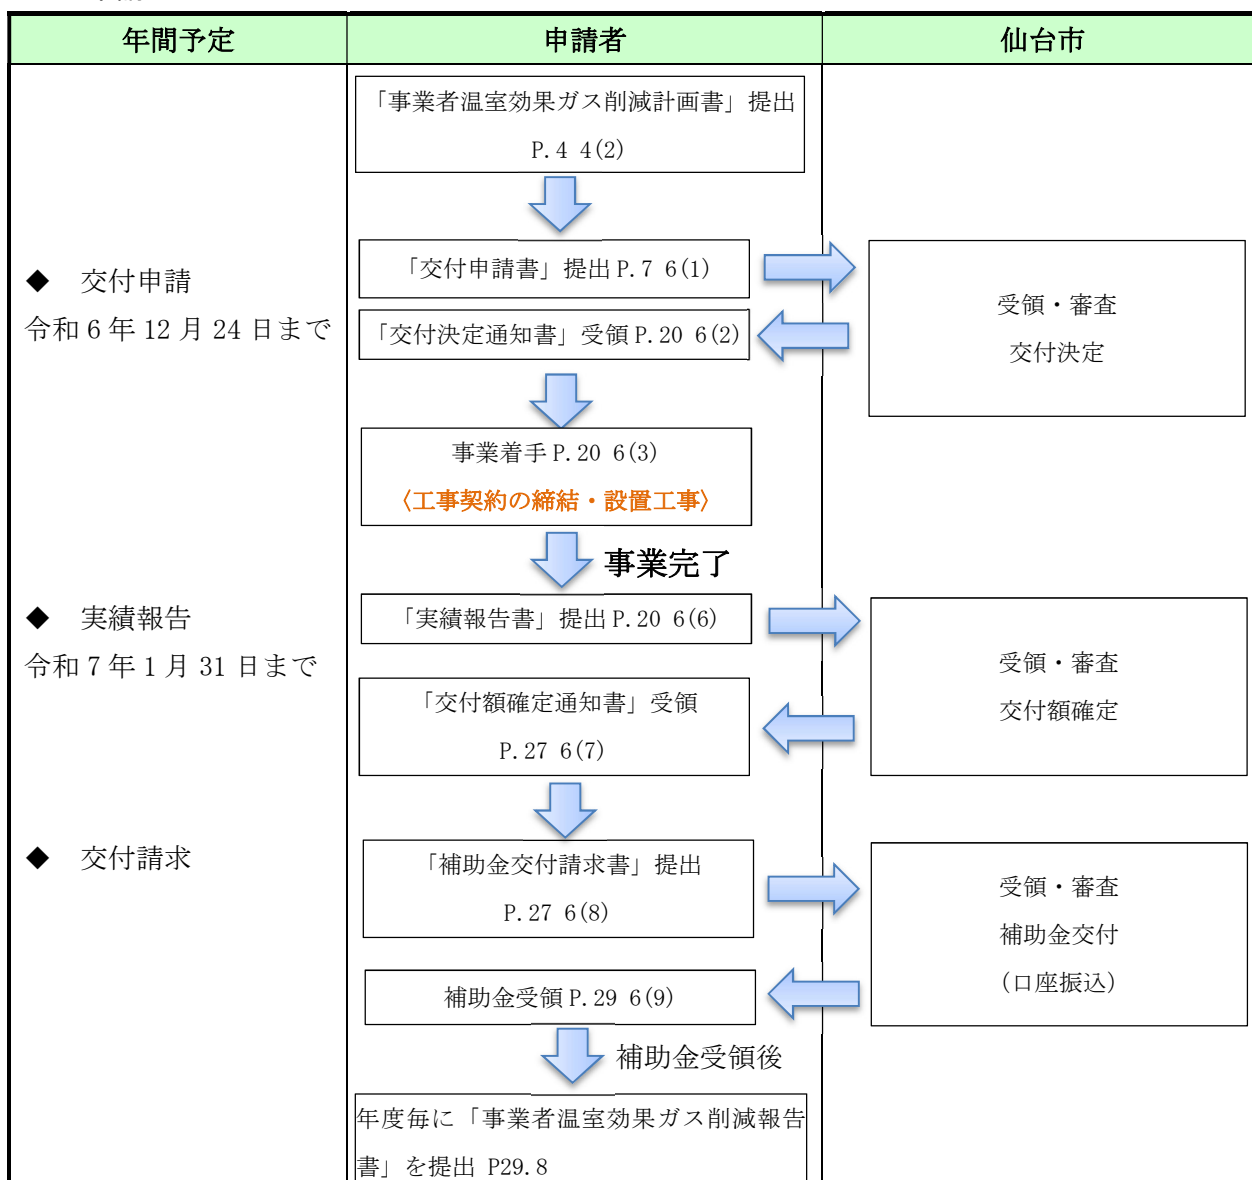 年間予定
申請者
仙台市
「事業者温室効果ガス削減計画書」提出
P.4 4(2)
◆ 交付申請
令和6年12月24日まで
「交付申請書」提出P.7 6(1)
「交付決定通知書」受領P.20 6(2)
受領・審査
交付決定
事業着手P.20 6(3)
〈工事契約の締結・設置工事〉
事業完了
◆ 実績報告
令和7年1月31日まで
「実績報告書」提出P.20 6(6)
「交付額確定通知書」受領
P.27 6(7)
受領・審査
交付額確定
◆ 交付請求
「補助金交付請求書」提出
P.27 6(8)
補助金受領P.29 6(9)
受領・審査
補助金交付
(口座振込)
補助金受領後
年度毎に「事業者温室効果ガス削減報告
書」を提出 P29.8